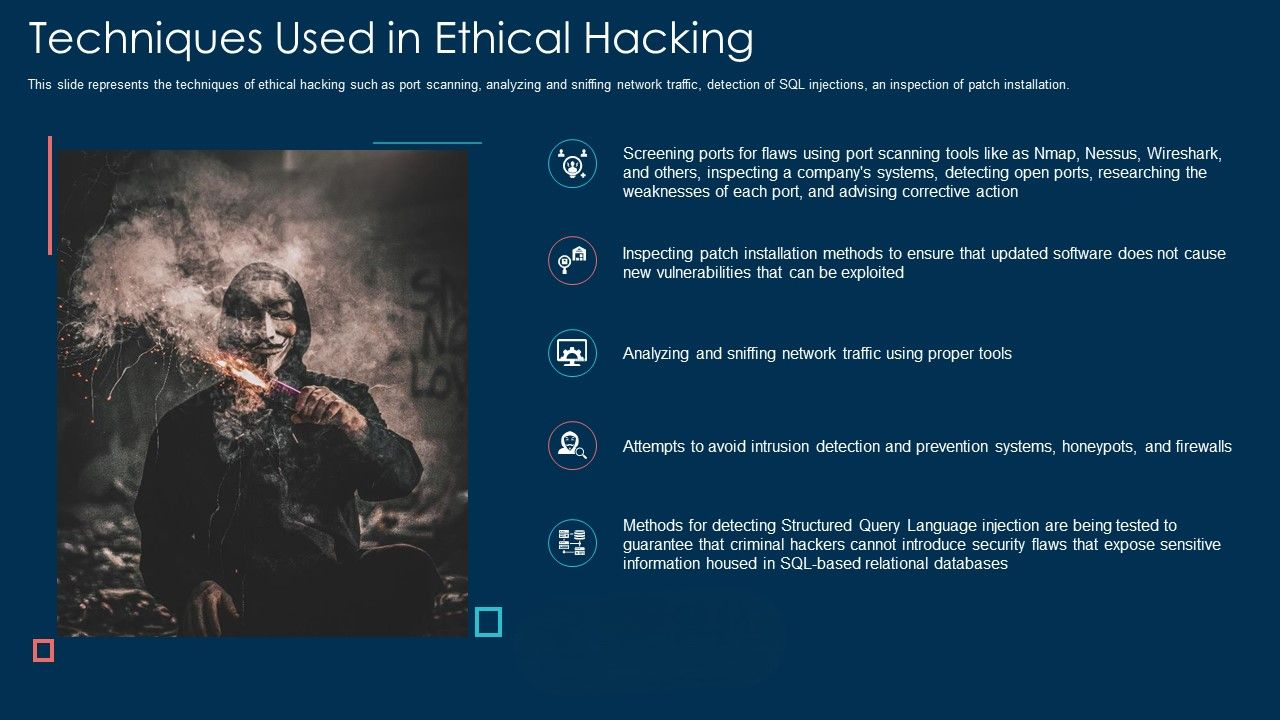 Techniques Used in Ethical Hacking
This slide represents the techniques of ethical hacking such as port scanning, analyzing and sniffing network traffic, detection of SQL injections, an inspection of patch installation.
Screening ports for flaws using port scanning tools like as Nmap, Nessus, Wireshark,
and others, inspecting a company's systems, detecting open ports, researching the
weaknesses of each port, and advising corrective action
Inspecting patch installation methods to ensure that updated software does not cause
new vulnerabilities that can be exploited
Analyzing and sniffing network traffic using proper tools
Attempts to avoid intrusion detection and prevention systems, honeypots, and firewalls
Methods for detecting Structured Query Language injection are being tested to
guarantee that criminal hackers cannot introduce security flaws that expose sensitive
information housed in SQL-based relational databases